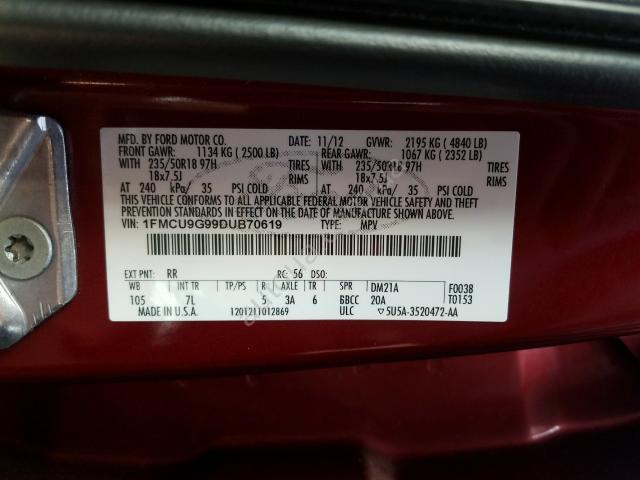 MFD. BY FORD MOTOR CO. 11/12 GVWR: 2195 KG ( 4840 LB)
FRONT GAWR: 1134 KG ( 2500 LB) REAR GAWR: 1067 KG ( 2352 LB)
WITH 235/50R18 97H TIRES WITH 235/50R18 97H TIRES
18x7.5J RIMS 18x7.5J RIMS
AT 240 kPa/ 35 PSI COLD AT 240 kPa/ 35 PSI COLD
THIS VEHICLE CONFORMS TO ALL APPLICABLE FEDERAL MOTOR VEHICLE SAFETY AND THEFT
PREVENTION STANDARDS IN EFFECT ON THE DATE OF MANUFACTURE SHOWN ABOVE.
VIN: 1FMCU9G99DUB70619 TYPE: MPV
EXT PNT: RR RC: 56 DSO:
WB INT TR TP/PS R AXLE TR SPR DM21A F0038
105 7L 5 3A 6 BBCC 20A T0153
MADE IN U.S.A. 1201211012869 ULC ▽5U5A-3520472-AA